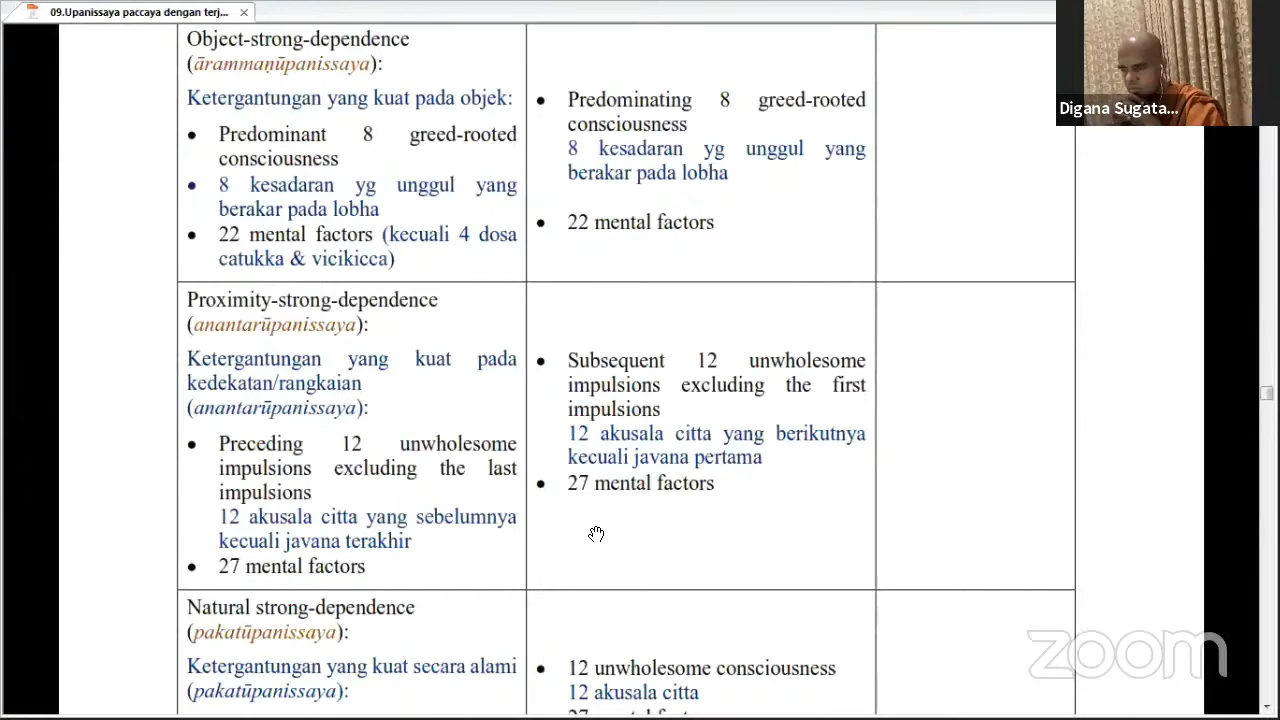 09.Upanissaya paccaya dengan terj...
Object-strong-dependence
(ārammaṇūpanissaya):
Ketergantungan yang kuat pada objek:
• Predominant 8 greed-rooted
consciousness
• 8 kesadaran yg unggul yang
berakar pada lobha
• 22 mental factors (kecuali 4 dosa
catukka & vicikicca)
• Predominating 8 greed-rooted
consciousness
8 kesadaran yg unggul yang
berakar pada lobha
• 22 mental factors
Proximity-strong-dependence
(anantarūpanissaya):
Ketergantungan yang kuat pada
kedekatan/rangkaian
(anantarūpanissaya):
• Preceding 12 unwholesome
impulsions excluding the last
impulsions
12 akusala citta yang sebelumnya
kecuali javana terakhir
• 27 mental factors
• Subsequent 12 unwholesome
impulsions excluding the first
impulsions
12 akusala citta yang berikutnya
kecuali javana pertama
• 27 mental factors
Natural strong-dependence
(pakatūpanissaya):
Ketergantungan yang kuat secara alami
(pakatūpanissaya):
• 12 unwholesome consciousness
12 akusala citta
Digana Sugata...
zoom